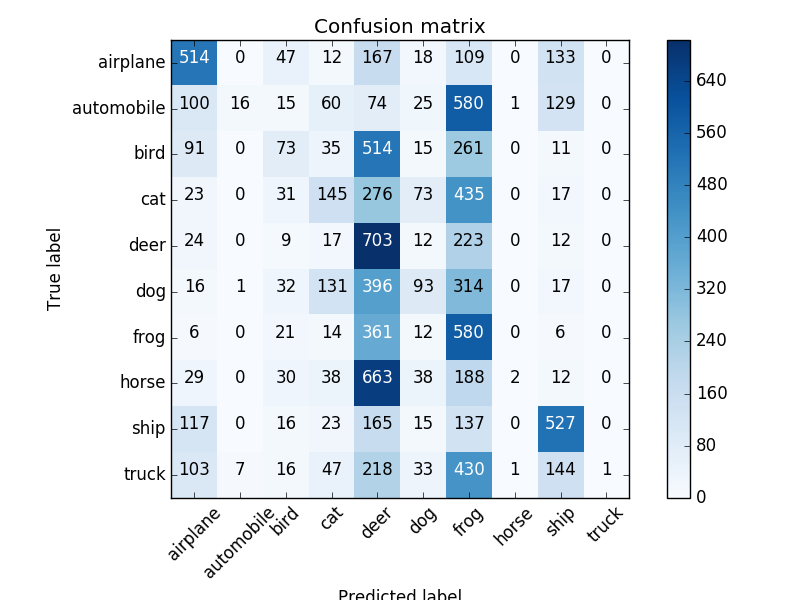 Confusion matrix
airplane 514 0 47 12 167 18 109 0 133 0
automobile 100 16 15 60 74 25 580 1 129 0
bird 91 0 73 35 514 15 261 0 11 0
cat 23 0 31 145 276 73 435 0 17 0
deer 24 0 9 17 703 12 223 0 12 0
dog 16 1 32 131 396 93 314 0 17 0
frog 6 0 21 14 361 12 580 0 6 0
horse 29 0 30 38 663 38 188 2 12 0
ship 117 0 16 23 165 15 137 0 527 0
truck 103 7 16 47 218 33 430 1 144 1
airplane automobile bird cat deer dog frog horse ship truck
True label
Predicted label
640
560
480
400
320
240
160
80
0